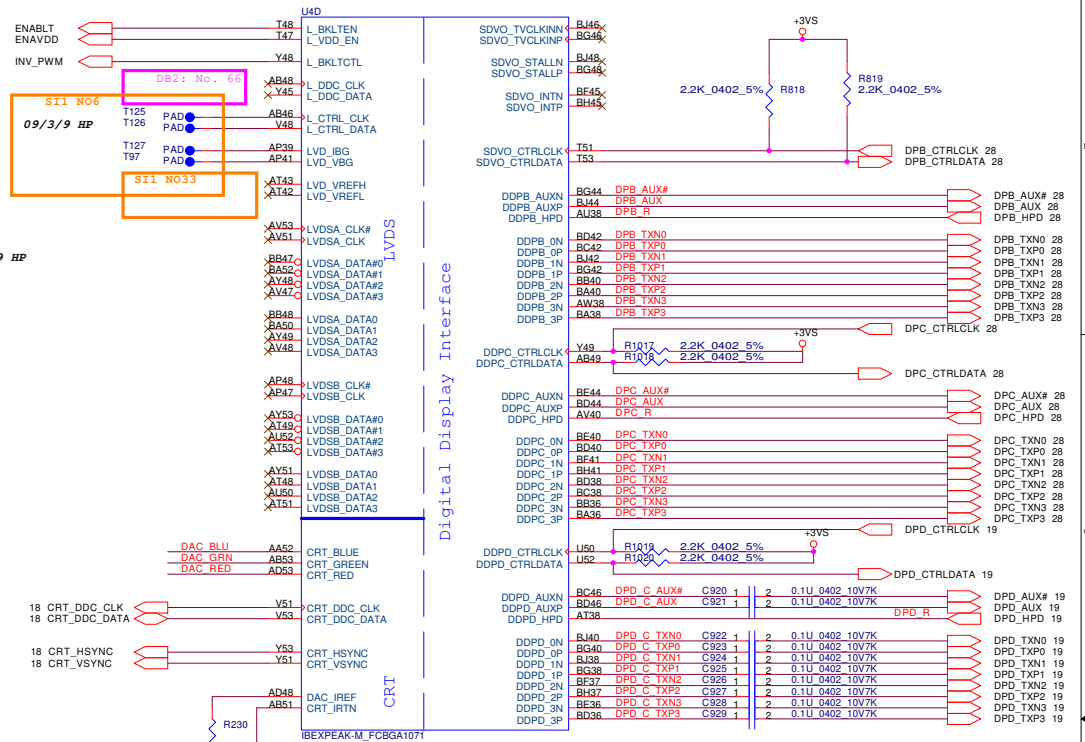 U4D
ENABLT T48 L_BKLTEN
ENAVDD T47 L_VDD_EN
INV_PWM Y48 L_BKLTCTL
DB2: No. 66
AB48 L_DDC_CLK
Y45 L_DDC_DATA
SI1 NO6
09/3/9 HP
T125 PAD AB46 L_CTRL_CLK
T126 PAD V48 L_CTRL_DATA
T127 PAD AP39 LVD_IBG
T97 PAD AP41 LVD_VBG
SI1 NO33
AT43 LVD_VREFH
AT42 LVD_VREFL
9 HP
AV53 LVDSA_CLK#
AV51 LVDSA_CLK
BB47 LVDSA_DATA#0
BA52 LVDSA_DATA#1
AY48 LVDSA_DATA#2
AV47 LVDSA_DATA#3
BB48 LVDSA_DATA0
BA50 LVDSA_DATA1
AY49 LVDSA_DATA2
AV48 LVDSA_DATA3
AP48 LVDSB_CLK#
AP47 LVDSB_CLK
AY53 LVDSB_DATA#0
AT49 LVDSB_DATA#1
AU52 LVDSB_DATA#2
AT53 LVDSB_DATA#3
AY51 LVDSB_DATA0
AT48 LVDSB_DATA1
AU50 LVDSB_DATA2
AT51 LVDSB_DATA3
LVDS
DAC_BLU AA52 CRT_BLUE
DAC_GRN AB53 CRT_GREEN
DAC_RED AD53 CRT_RED
18 CRT_DDC_CLK V51 CRT_DDC_CLK
18 CRT_DDC_DATA V53 CRT_DDC_DATA
18 CRT_HSYNC Y53 CRT_HSYNC
18 CRT_VSYNC Y51 CRT_VSYNC
AD48 DAC_IREF
AB51 CRT_IRTN
R230
CRT
Digital Display Interface
IBEXPEAK-M_FCBGA1071
SDVO_TVCLKINN BJ46
SDVO_TVCLKINP BG46
SDVO_STALLN BJ48
SDVO_STALLP BG48
SDVO_INTN BF45
SDVO_INTP BH45
+3VS
2.2K_0402_5% R818
R819
2.2K_0402_5%
SDVO_CTRLCLK T51 DPB_CTRLCLK 28
SDVO_CTRLDATA T53 DPB_CTRLDATA 28
DDPB_AUXN BG44 DPB_AUX# DPB_AUX# 28
DDPB_AUXP BJ44 DPB_AUX DPB_AUX 28
DDPB_HPD AU38 DPB_R DPB_HPD 28
DDPB_0N BD42 DPB_TXN0 DPB_TXN0 28
DDPB_0P BC42 DPB_TXP0 DPB_TXP0 28
DDPB_1N BJ42 DPB_TXN1 DPB_TXN1 28
DDPB_1P BG42 DPB_TXP1 DPB_TXP1 28
DDPB_2N BB40 DPB_TXN2 DPB_TXN2 28
DDPB_2P BA40 DPB_TXP2 DPB_TXP2 28
DDPB_3N AW38 DPB_TXN3 DPB_TXN3 28
DDPB_3P BA38 DPB_TXP3 DPB_TXP3 28
+3VS
DPC_CTRLCLK 28
DDPC_CTRLCLK Y49 R1017 2.2K_0402_5%
DDPC_CTRLDATA AB49 R1018 2.2K_0402_5%
DPC_CTRLDATA 28
DDPC_AUXN BE44 DPC_AUX# DPC_AUX# 28
DDPC_AUXP BD44 DPC_AUX DPC_AUX 28
DDPC_HPD AV40 DPC_R DPC_HPD 28
DDPC_0N BE40 DPC_TXN0 DPC_TXN0 28
DDPC_0P BD40 DPC_TXP0 DPC_TXP0 28
DDPC_1N BF41 DPC_TXN1 DPC_TXN1 28
DDPC_1P BH41 DPC_TXP1 DPC_TXP1 28
DDPC_2N BD38 DPC_TXN2 DPC_TXN2 28
DDPC_2P BC38 DPC_TXP2 DPC_TXP2 28
DDPC_3N BB36 DPC_TXN3 DPC_TXN3 28
DDPC_3P BA36 DPC_TXP3 DPC_TXP3 28
DPD_CTRLCLK 19
+3VS
DDPD_CTRLCLK U50 R1019 2.2K_0402_5%
DDPD_CTRLDATA U52 R1020 2.2K_0402_5%
DPD_CTRLDATA 19
DDPD_AUXN BC46 DPD_C_AUX# C920 1 2 0.1U_0402_10V7K DPD_AUX# 19
DDPD_AUXP BD46 DPD_C_AUX C921 1 2 0.1U_0402_10V7K DPD_AUX 19
DDPD_HPD AT38 DPD_R DPD_HPD 19
DDPD_0N BJ40 DPD_C_TXN0 C922 1 2 0.1U_0402_10V7K DPD_TXN0 19
DDPD_0P BG40 DPD_C_TXP0 C923 1 2 0.1U_0402_10V7K DPD_TXP0 19
DDPD_1N BJ38 DPD_C_TXN1 C924 1 2 0.1U_0402_10V7K DPD_TXN1 19
DDPD_1P BG38 DPD_C_TXP1 C925 1 2 0.1U_0402_10V7K DPD_TXP1 19
DDPD_2N BF37 DPD_C_TXN2 C926 1 2 0.1U_0402_10V7K DPD_TXN2 19
DDPD_2P BH37 DPD_C_TXP2 C927 1 2 0.1U_0402_10V7K DPD_TXP2 19
DDPD_3N BE36 DPD_C_TXN3 C928 1 2 0.1U_0402_10V7K DPD_TXN3 19
DDPD_3P BD36 DPD_C_TXP3 C929 1 2 0.1U_0402_10V7K DPD_TXP3 19